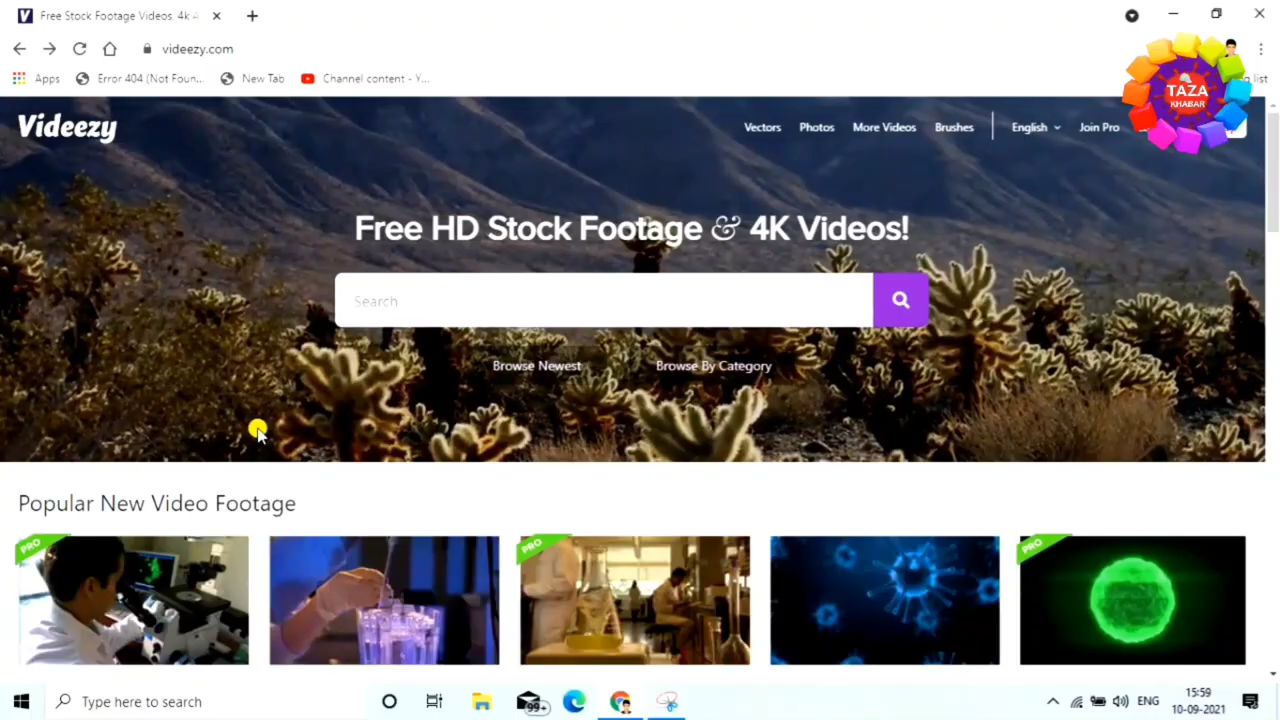 Free Stock Footage Videos, 4k A
videezy.com
Apps
Error 404 (Not Foun...
New Tab
Channel content - Y...
list
TAZA
KHABAR
Videezy
Vectors
Photos
More Videos
Brushes
English
Join Pro
Free HD Stock Footage & 4K Videos!
Search
Browse Newest
Browse By Category
Popular New Video Footage
PRO
PRO
PRO
Type here to search
99+
ENG
15:59
10-09-2021